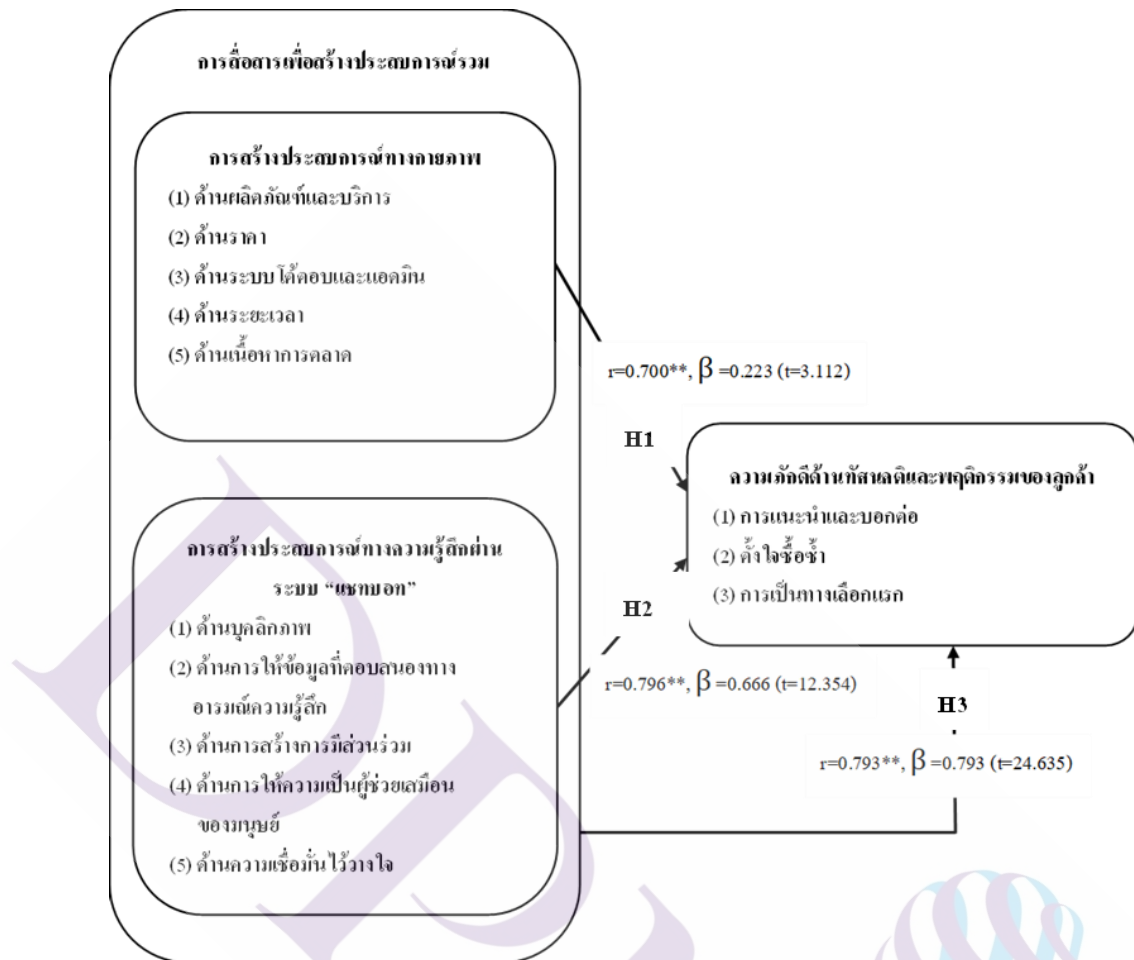 การสื่อสารเพื่อสร้างประสบการณ์รวม
การสร้างประสบการณ์ทางกายภาพ
(1) ด้านผลิตภัณฑ์และบริการ
(2) ด้านราคา
(3) ด้านระบบโต้ตอบและแอดมิน
(4) ด้านระยะเวลา
(5) ด้านเนื้อหาการตลาด
r=0.700**, β =0.223 (t=3.112)
H1
ความภักดีด้านทัศนคติและพฤติกรรมของลูกค้า
(1) การแนะนำและบอกต่อ
(2) ตั้งใจซื้อซ้ำ
(3) การเป็นทางเลือกแรก
การสร้างประสบการณ์ทางความรู้สึกผ่าน
ระบบ “แชทบอท”
(1) ด้านบุคลิกภาพ
(2) ด้านการให้ข้อมูลที่ตอบสนองทาง
อารมณ์ความรู้สึก
(3) ด้านการสร้างการมีส่วนร่วม
(4) ด้านการให้ความเป็นผู้ช่วยเสมือน
ของมนุษย์
(5) ด้านความเชื่อมั่นไว้วางใจ
H2
r=0.796**, β =0.666 (t=12.354)
H3
r=0.793**, β =0.793 (t=24.635)